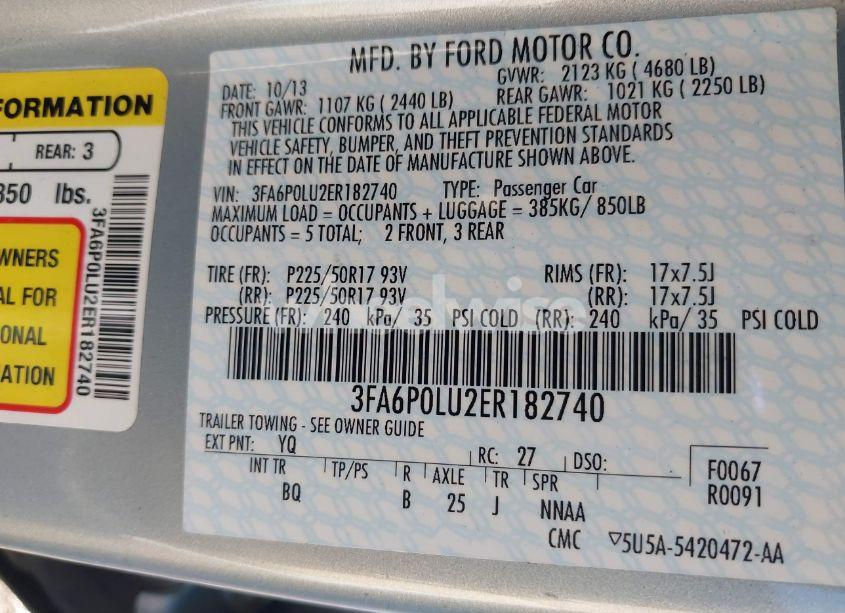 FORMATION
REAR: 3
850 lbs.
WNERS
AL FOR
ONAL
ATION
3FA6P0LU2ER182740
MFD. BY FORD MOTOR CO.
DATE: 10/13 GVWR: 2123 KG ( 4680 LB)
FRONT GAWR: 1107 KG ( 2440 LB) REAR GAWR: 1021 KG ( 2250 LB)
THIS VEHICLE CONFORMS TO ALL APPLICABLE FEDERAL MOTOR
VEHICLE SAFETY, BUMPER, AND THEFT PREVENTION STANDARDS
IN EFFECT ON THE DATE OF MANUFACTURE SHOWN ABOVE.
VIN: 3FA6P0LU2ER182740 TYPE: Passenger Car
MAXIMUM LOAD = OCCUPANTS + LUGGAGE = 385KG/ 850LB
OCCUPANTS = 5 TOTAL; 2 FRONT, 3 REAR
TIRE (FR): P225/50R17 93V RIMS (FR): 17x7.5J
(RR): P225/50R17 93V (RR): 17x7.5J
PRESSURE (FR): 240 kPa/ 35 PSI COLD (RR): 240 kPa/ 35 PSI COLD
3FA6P0LU2ER182740
TRAILER TOWING - SEE OWNER GUIDE
EXT PNT: YQ RC: 27 DSO: F0067
INT TR TP/PS R AXLE TR SPR R0091
BQ B 25 J NNAA
CMC ▽5U5A-5420472-AA